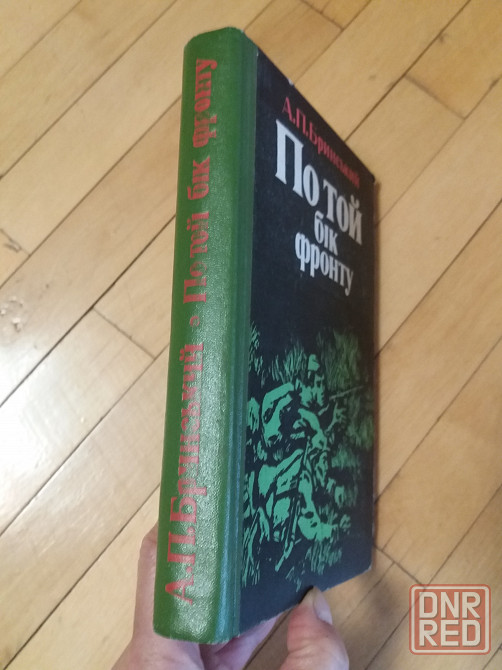 А.П.Бринський • По той бік фронту
А.П.Бринський
По той
бік
фронту
DNR
RED